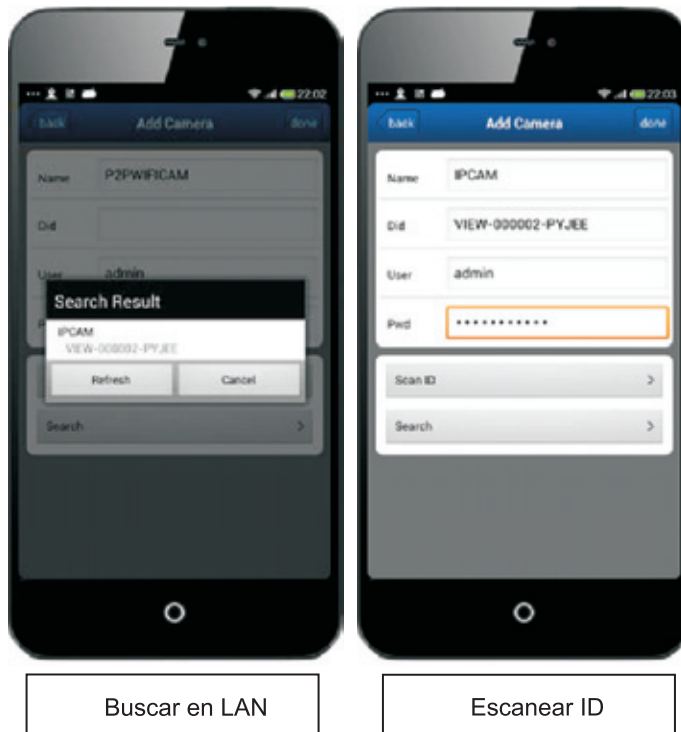 22:02
back Add Camera done
Name P2PWIFICAM
Did
User admin
Search Result
IPCAM
VIEW-000002-PYJEE
Refresh Cancel
Search >
Buscar en LAN
22:03
back Add Camera done
Name IPCAM
Did VIEW-000002-PYJEE
User admin
Pwd •••••••••••
Scan ID >
Search >
Escanear ID